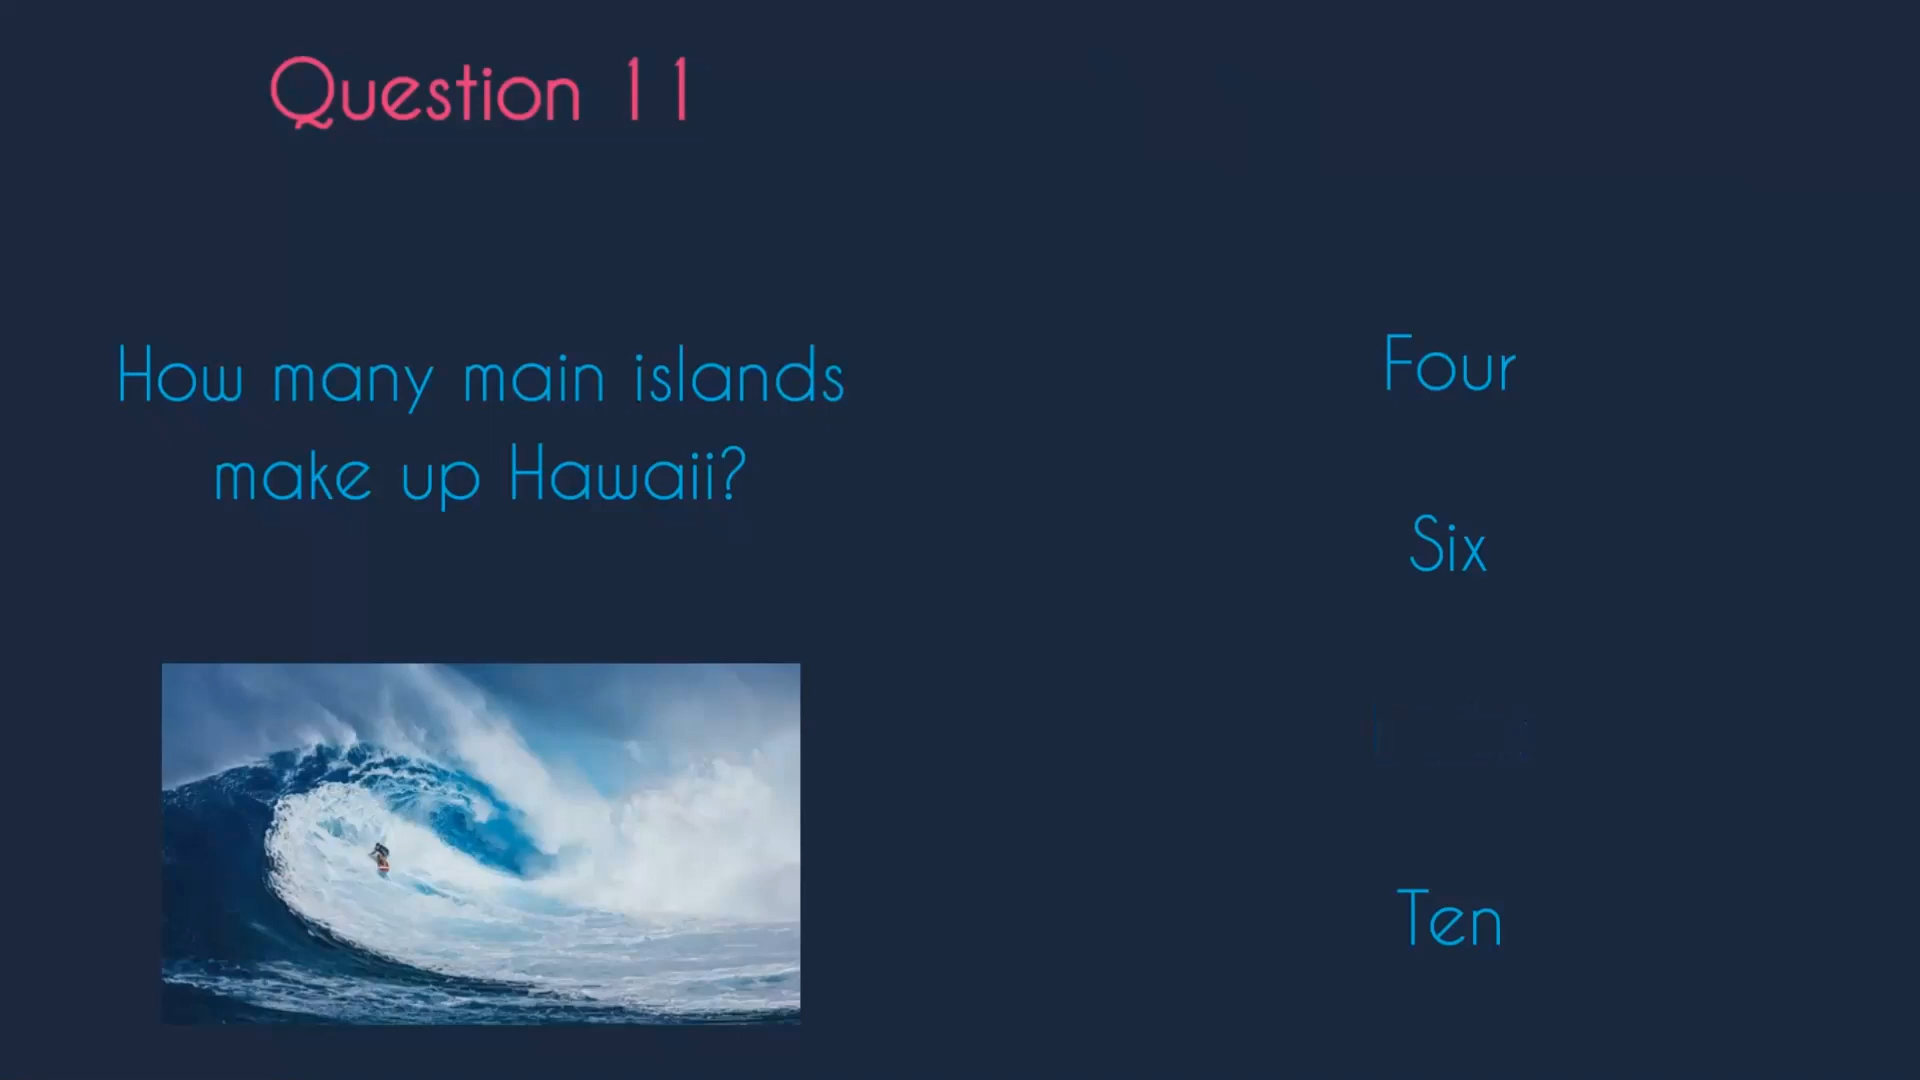 Question 11
How many main islands
make up Hawaii?
Four
Six
Ten